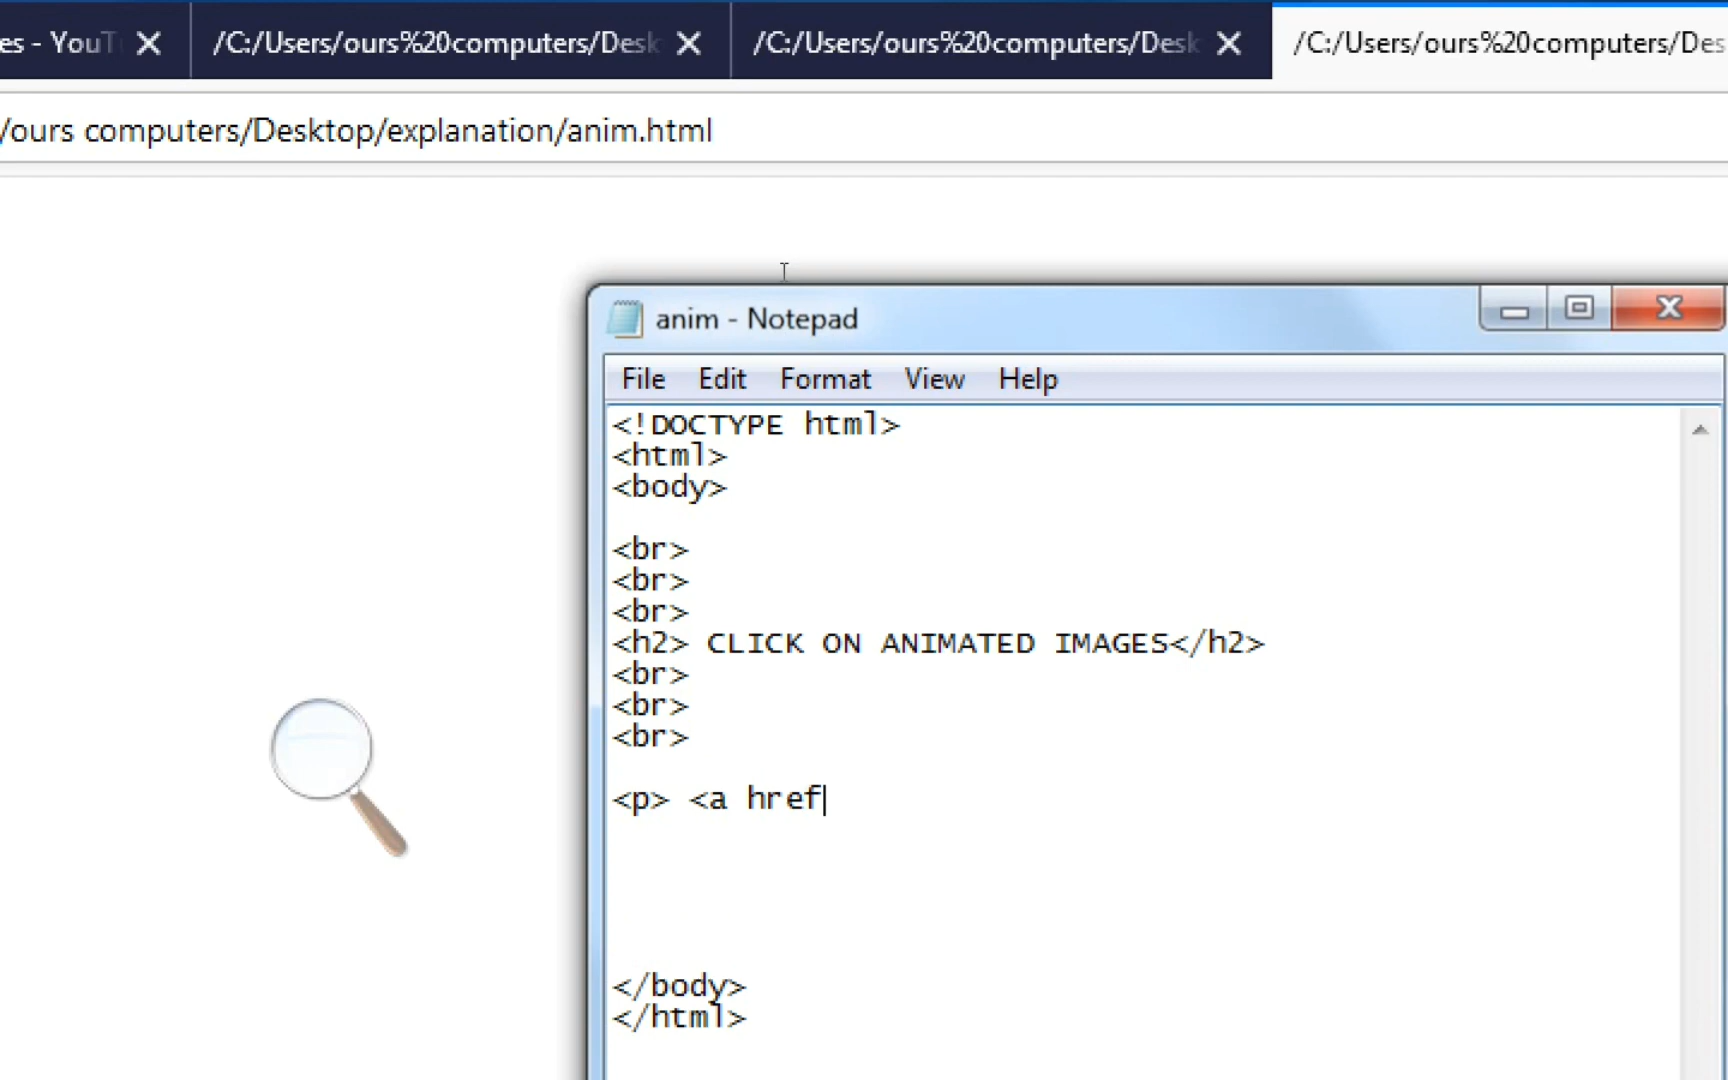 es - YouT
/C:/Users/ours%20computers/Desk
/C:/Users/ours%20computers/Desk
/C:/Users/ours%20computers/Des
/ours computers/Desktop/explanation/anim.html
anim - Notepad
File Edit Format View Help
<!DOCTYPE html>
<html>
<body>
<br>
<br>
<br>
<h2> CLICK ON ANIMATED IMAGES</h2>
<br>
<br>
<br>
<p> <a href
</body>
</html>